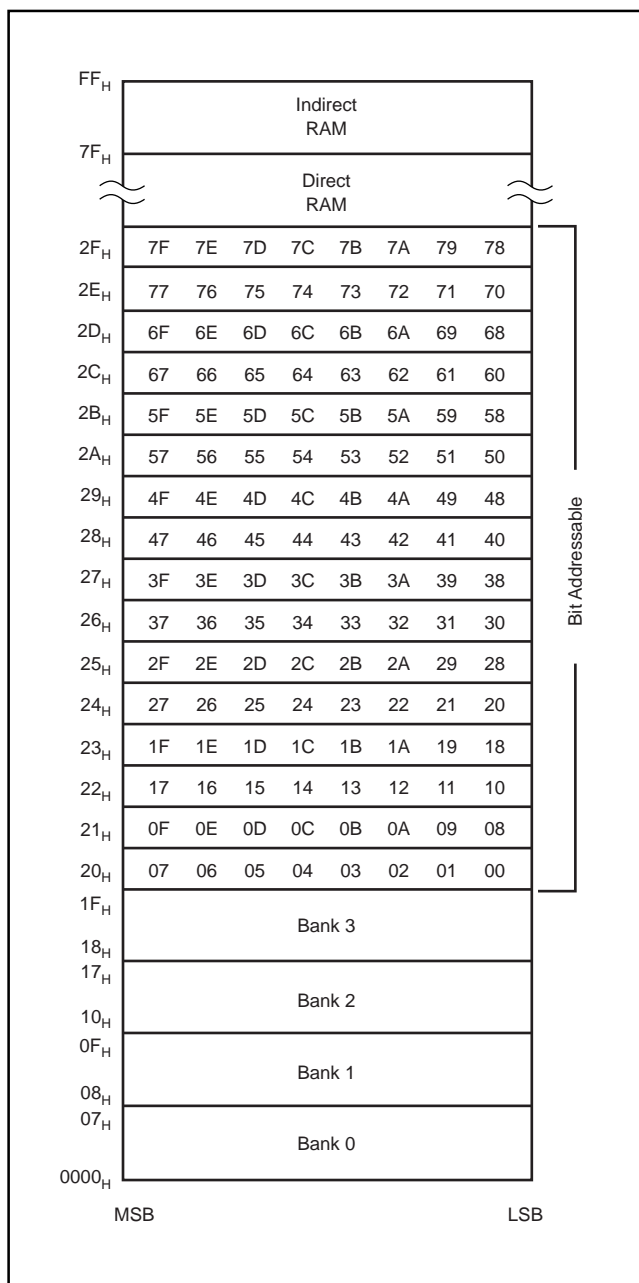 FFH
Indirect
RAM
7FH
Direct
RAM
2FH 7F 7E 7D 7C 7B 7A 79 78
2EH 77 76 75 74 73 72 71 70
2DH 6F 6E 6D 6C 6B 6A 69 68
2CH 67 66 65 64 63 62 61 60
2BH 5F 5E 5D 5C 5B 5A 59 58
2AH 57 56 55 54 53 52 51 50
29H 4F 4E 4D 4C 4B 4A 49 48
28H 47 46 45 44 43 42 41 40
27H 3F 3E 3D 3C 3B 3A 39 38
26H 37 36 35 34 33 32 31 30
25H 2F 2E 2D 2C 2B 2A 29 28
24H 27 26 25 24 23 22 21 20
23H 1F 1E 1D 1C 1B 1A 19 18
22H 17 16 15 14 13 12 11 10
21H 0F 0E 0D 0C 0B 0A 09 08
20H 07 06 05 04 03 02 01 00
Bit Addressable
1FH
Bank 3
18H
17H
Bank 2
10H
0FH
Bank 1
08H
07H
Bank 0
0000H
MSB LSB